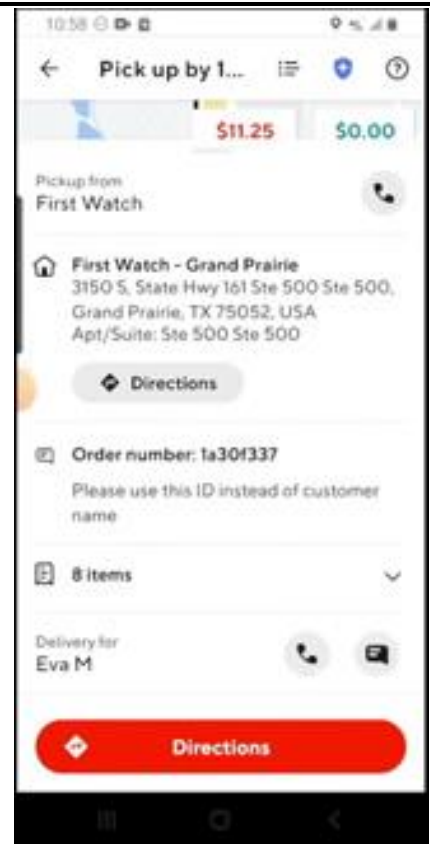 10:58
Pick up by 1...
$11.25
$0.00
Pickup from
First Watch
First Watch - Grand Prairie
3150 S, State Hwy 161 Ste 500 Ste 500,
Grand Prairie, TX 75052, USA
Apt/Suite: Ste 500 Ste 500
Directions
Order number: 1a30f337
Please use this ID instead of customer
name
8 items
Delivery for
Eva M
Directions